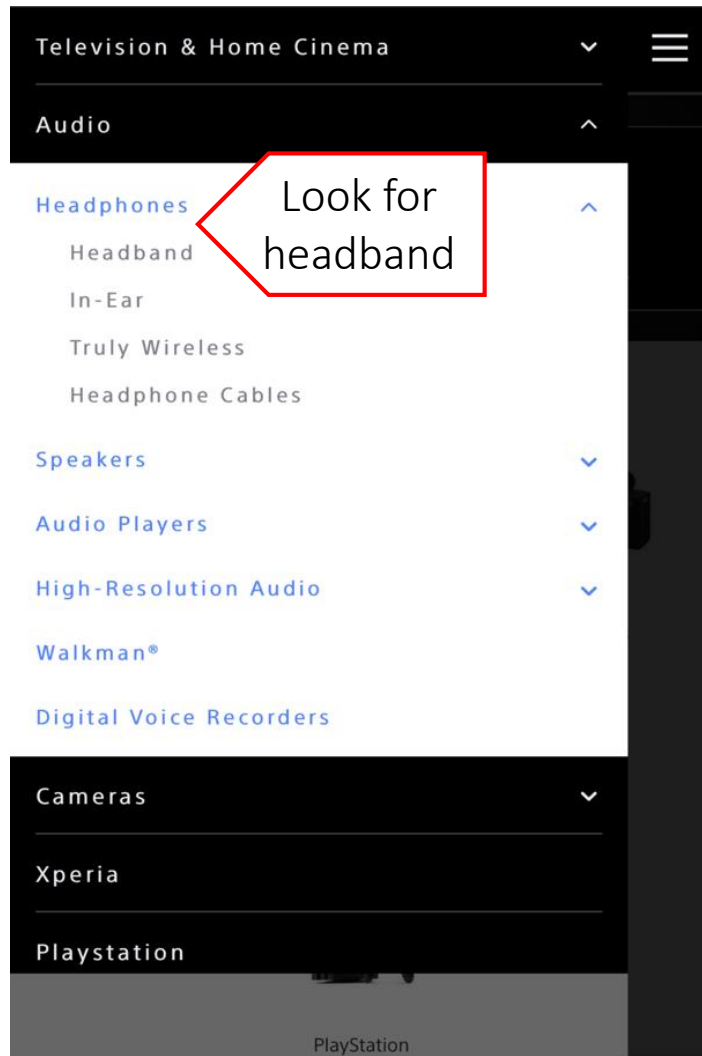 Television & Home Cinema
Audio
Headphones
Look for
headband
Headband
In-Ear
Truly Wireless
Headphone Cables
Speakers
Audio Players
High-Resolution Audio
Walkman®
Digital Voice Recorders
Cameras
Xperia
Playstation
PlayStation